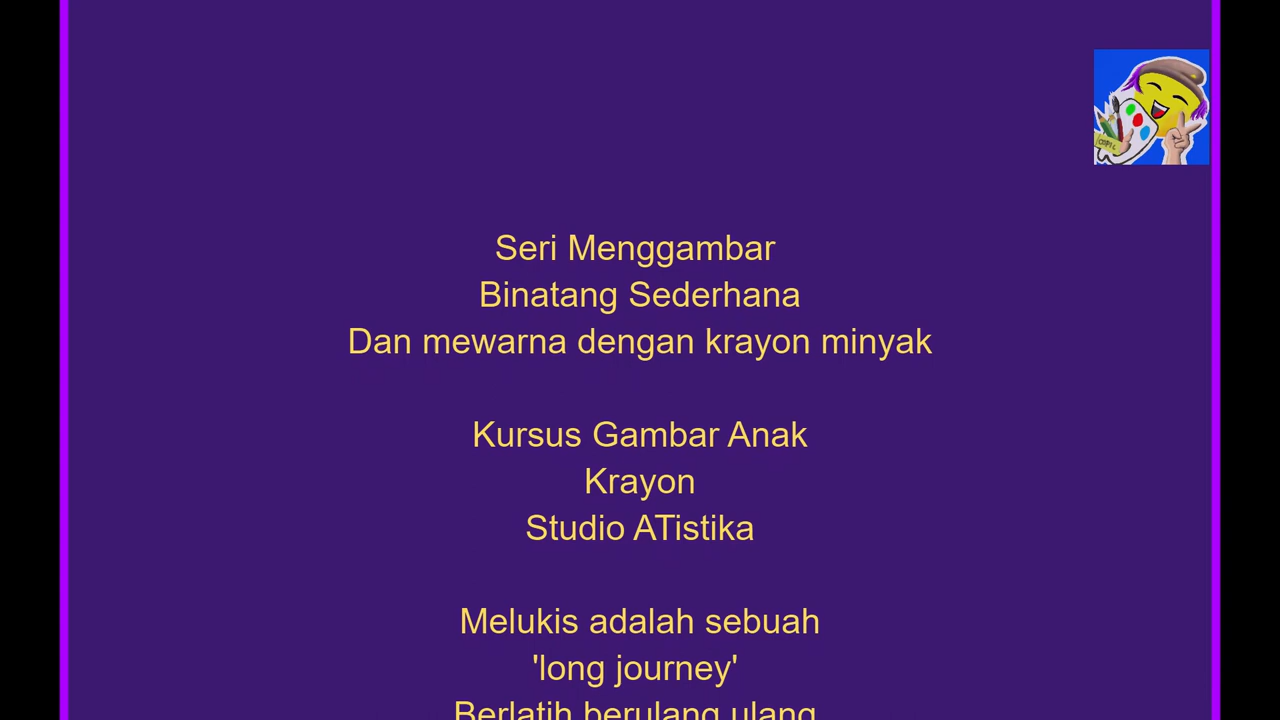 Seri Menggambar
Binatang Sederhana
Dan mewarna dengan krayon minyak
Kursus Gambar Anak
Krayon
Studio ATistika
Melukis adalah sebuah
'long journey'
Berlatih berulang ulang